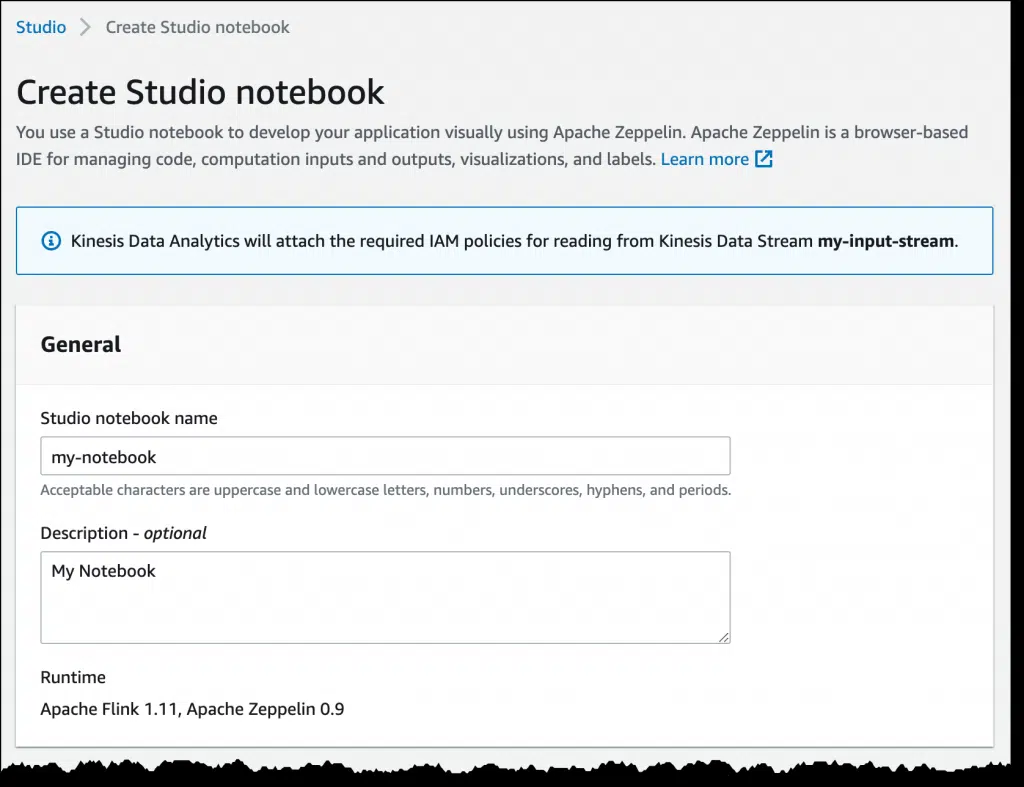 Studio > Create Studio notebook
Create Studio notebook
You use a Studio notebook to develop your application visually using Apache Zeppelin. Apache Zeppelin is a browser-based
IDE for managing code, computation inputs and outputs, visualizations, and labels. Learn more
Kinesis Data Analytics will attach the required IAM policies for reading from Kinesis Data Stream my-input-stream.
General
Studio notebook name
my-notebook
Acceptable characters are uppercase and lowercase letters, numbers, underscores, hyphens, and periods.
Description - optional
My Notebook
Runtime
Apache Flink 1.11, Apache Zeppelin 0.9